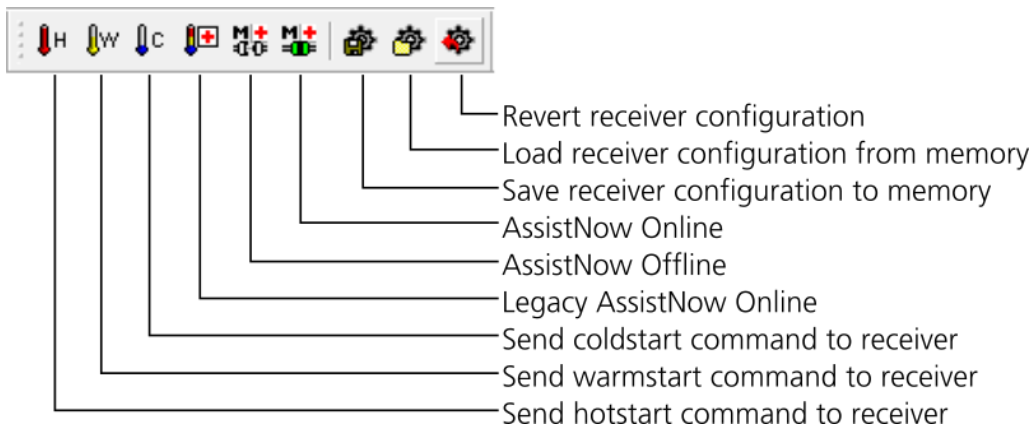 H W C M M
Revert receiver configuration
Load receiver configuration from memory
Save receiver configuration to memory
AssistNow Online
AssistNow Offline
Legacy AssistNow Online
Send coldstart command to receiver
Send warmstart command to receiver
Send hotstart command to receiver